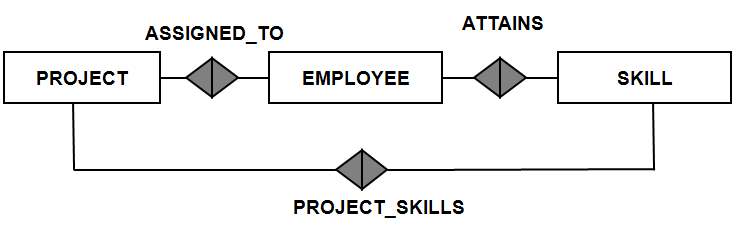 ASSIGNED_TO
ATTAINS
PROJECT
EMPLOYEE
SKILL
PROJECT_SKILLS